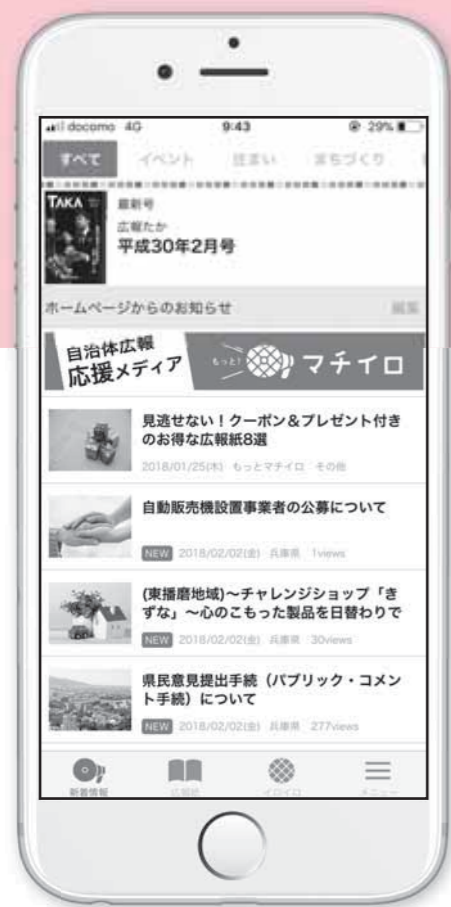 docomo 4G 9:43 29%
すべて イベント 住まい まちづくり
TAKA
最新号
広報たか
平成30年2月号
ホームページからのお知らせ 編集
自治体広報
応援メディア
もっと! マチイロ
見逃せない!クーポン&プレゼント付き
のお得な広報紙8選
2018/01/25(木) もっとマチイロ その他
自動販売機設置事業者の公募について
NEW 2018/02/02(金) 兵庫県 1views
(東播磨地域)~チャレンジショップ「き
ずな」~心のこもった製品を日替わりで
NEW 2018/02/02(金) 兵庫県 30views
県民意見提出手続(パブリック・コメン
ト手続)について
NEW 2018/02/02(金) 兵庫県 277views
新着情報 広報紙 イロイロ メニュー